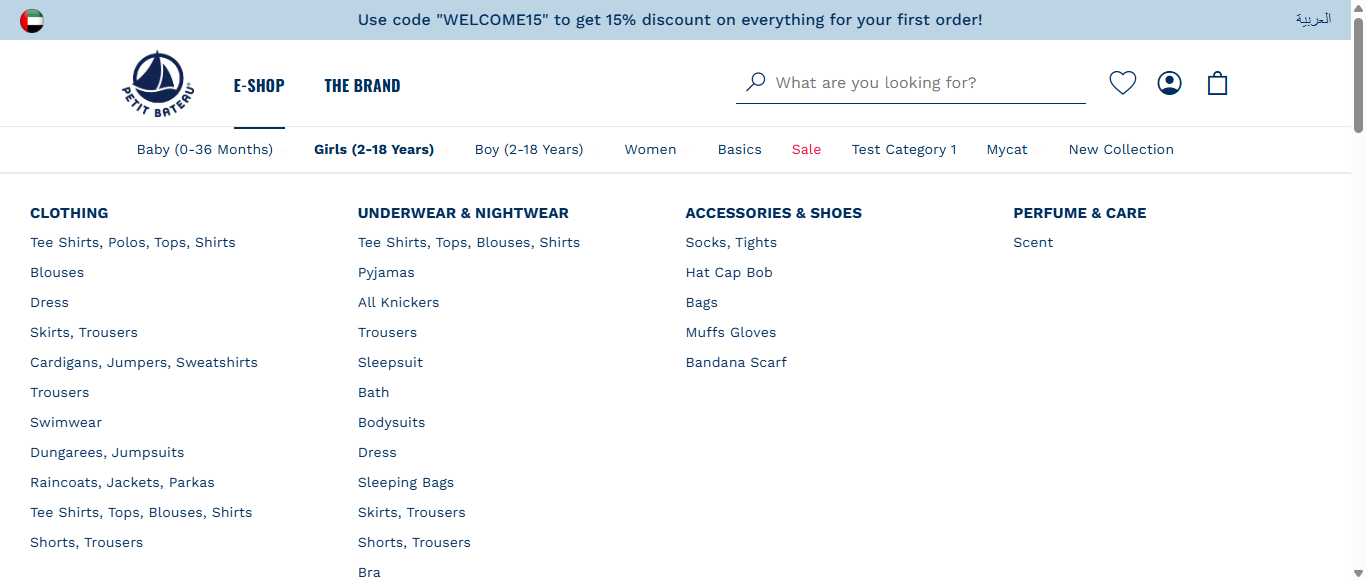 Use code "WELCOME15" to get 15% discount on everything for your first order!
العربية
PETIT BATEAU
E-SHOP
THE BRAND
What are you looking for?
Baby (0-36 Months)
Girls (2-18 Years)
Boy (2-18 Years)
Women
Basics
Sale
Test Category 1
Mycat
New Collection
CLOTHING
Tee Shirts, Polos, Tops, Shirts
Blouses
Dress
Skirts, Trousers
Cardigans, Jumpers, Sweatshirts
Trousers
Swimwear
Dungarees, Jumpsuits
Raincoats, Jackets, Parkas
Tee Shirts, Tops, Blouses, Shirts
Shorts, Trousers
UNDERWEAR & NIGHTWEAR
Tee Shirts, Tops, Blouses, Shirts
Pyjamas
All Knickers
Trousers
Sleepsuit
Bath
Bodysuits
Dress
Sleeping Bags
Skirts, Trousers
Shorts, Trousers
Bra
ACCESSORIES & SHOES
Socks, Tights
Hat Cap Bob
Bags
Muffs Gloves
Bandana Scarf
PERFUME & CARE
Scent